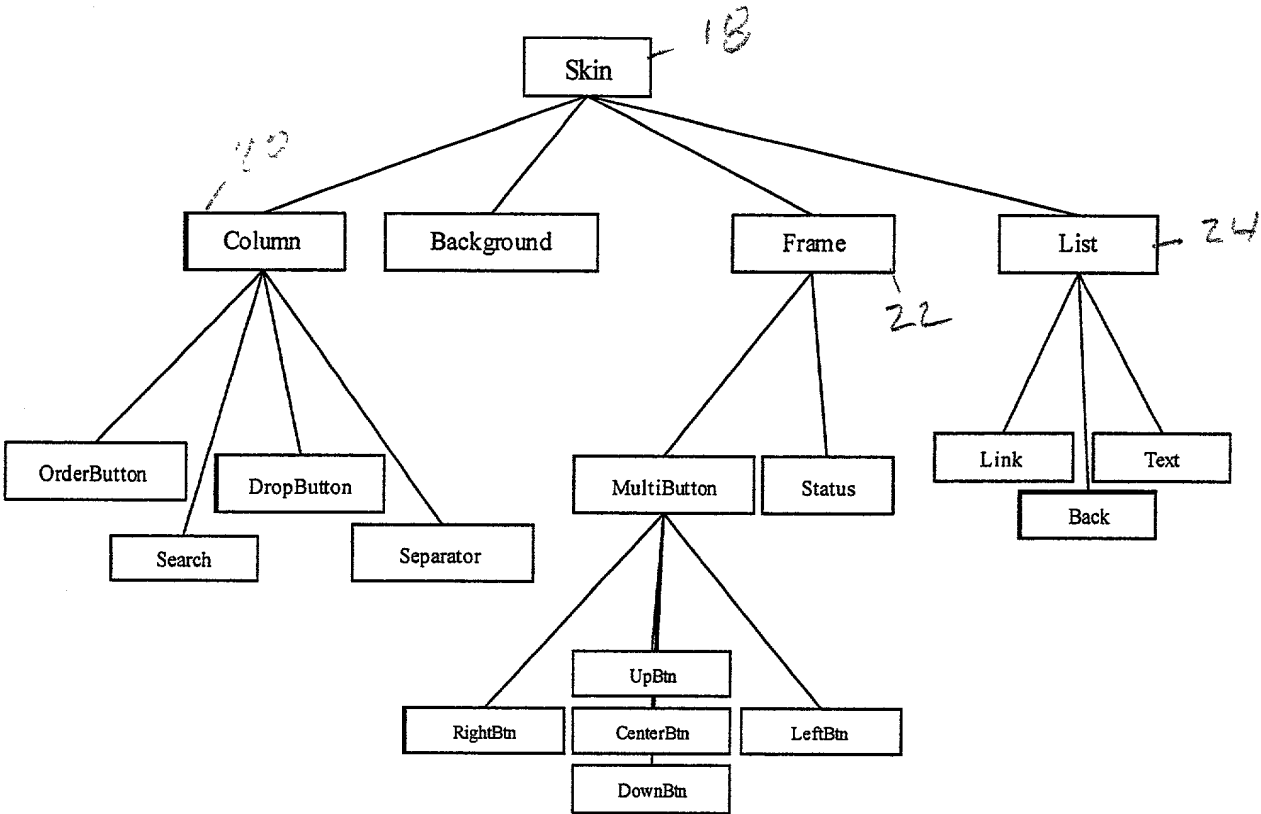 18
Skin
Column
Background
Frame
List
24
22
OrderButton
DropButton
Search
Separator
MultiButton
Status
Link
Text
Back
UpBtn
RightBtn
CenterBtn
LeftBtn
DownBtn